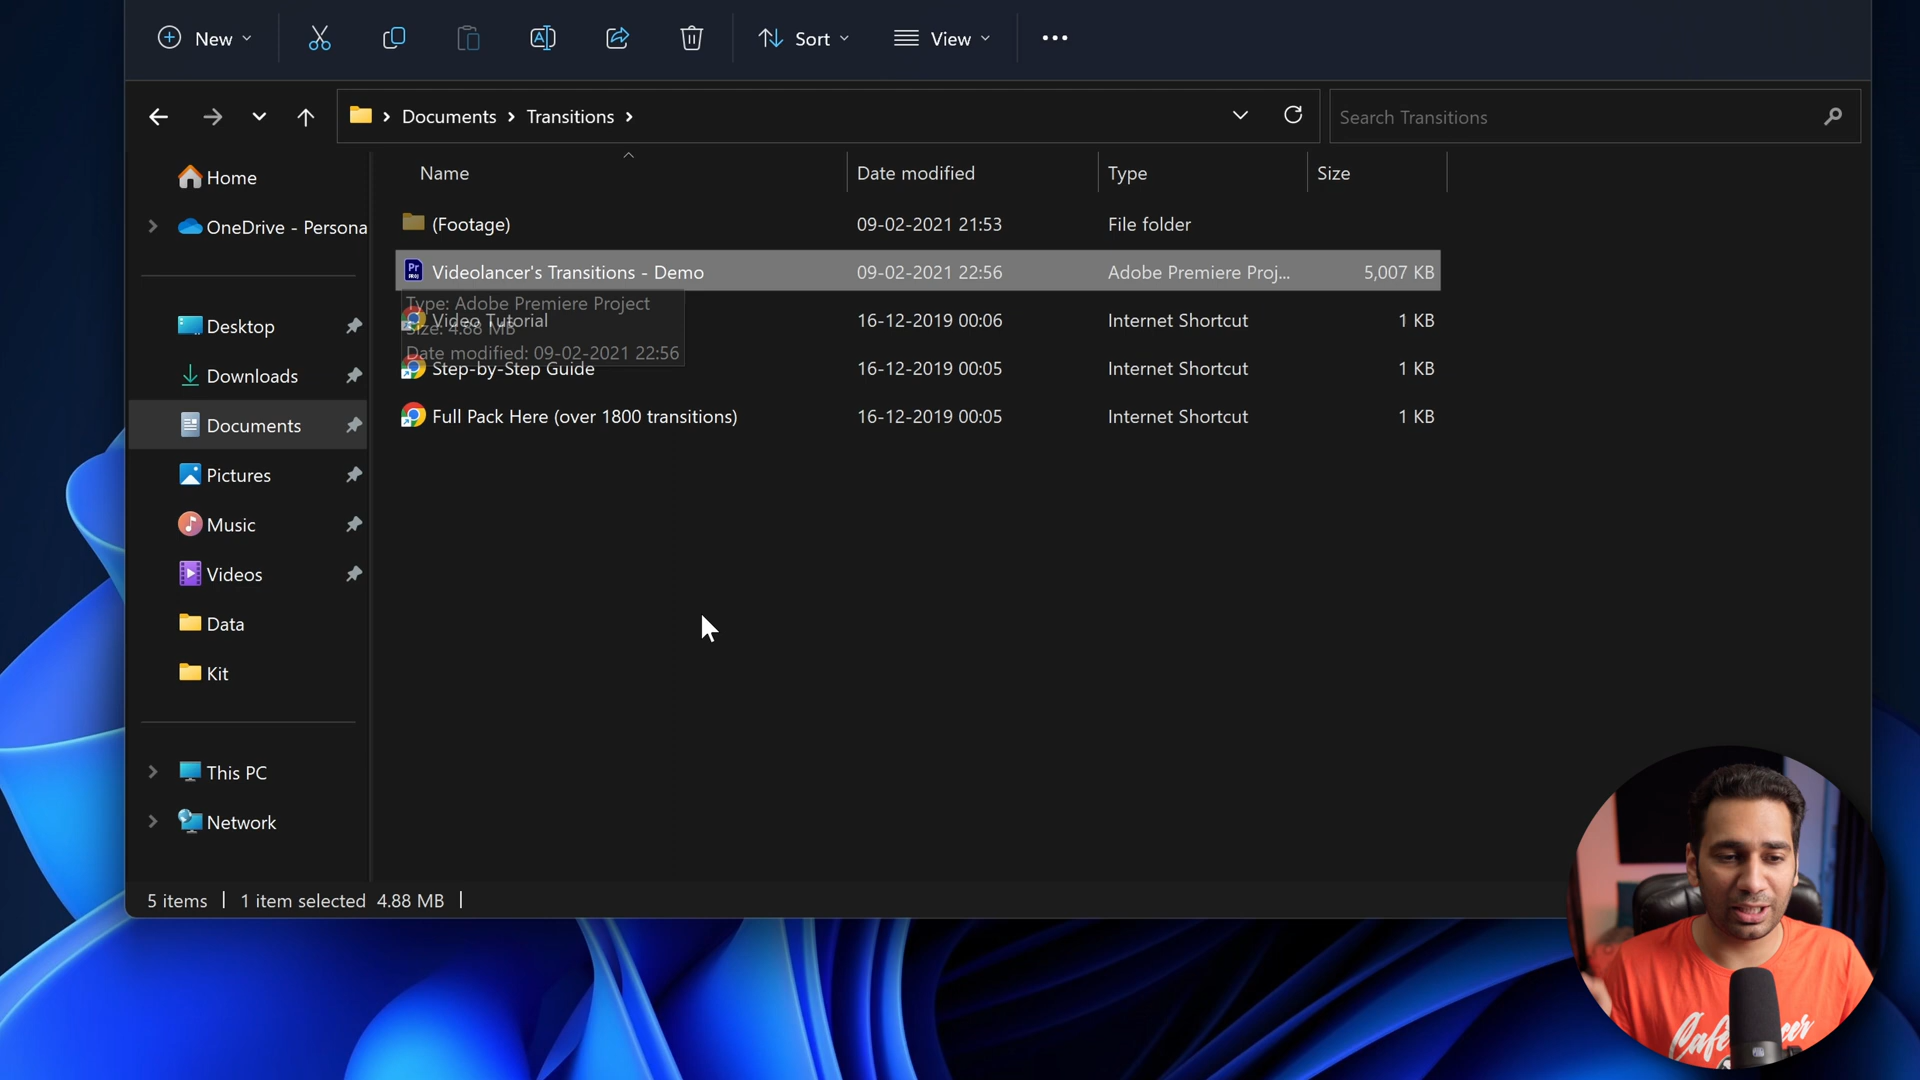 New
Sort
View
Documents
Transitions
Search Transitions
Name
Date modified
Type
Size
Home
OneDrive - Persona
Desktop
Downloads
Documents
Pictures
Music
Videos
Data
Kit
This PC
Network
(Footage) 09-02-2021 21:53 File folder
Videolancer's Transitions - Demo 09-02-2021 22:56 Adobe Premiere Proj... 5,007 KB
Type: Adobe Premiere Project
Size: 4.88 MB
Date modified: 09-02-2021 22:56
Video Tutorial 16-12-2019 00:06 Internet Shortcut 1 KB
Step-by-Step Guide 16-12-2019 00:05 Internet Shortcut 1 KB
Full Pack Here (over 1800 transitions) 16-12-2019 00:05 Internet Shortcut 1 KB
5 items 1 item selected 4.88 MB